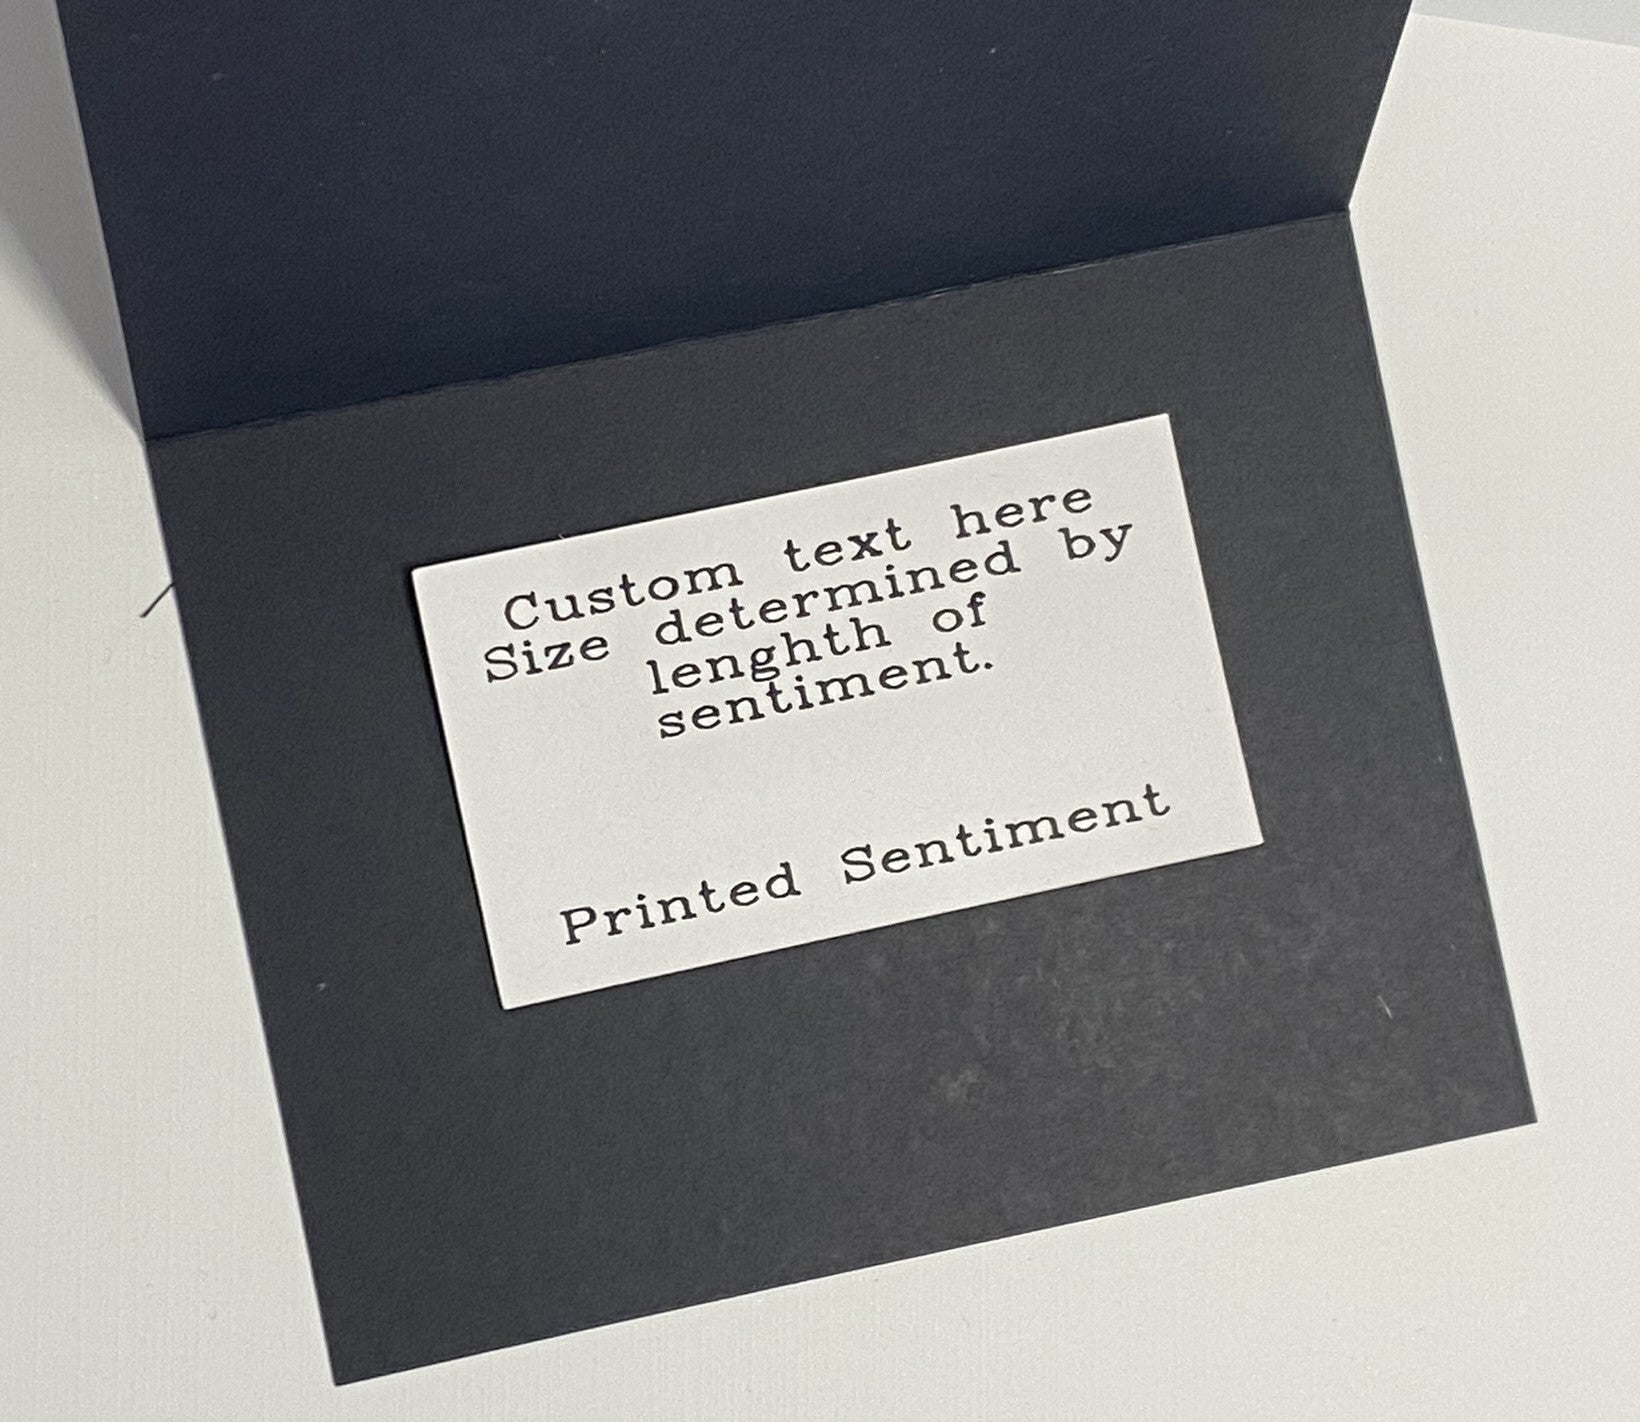 Custom text here
Size determined by
lenghth of
sentiment.
Printed Sentiment